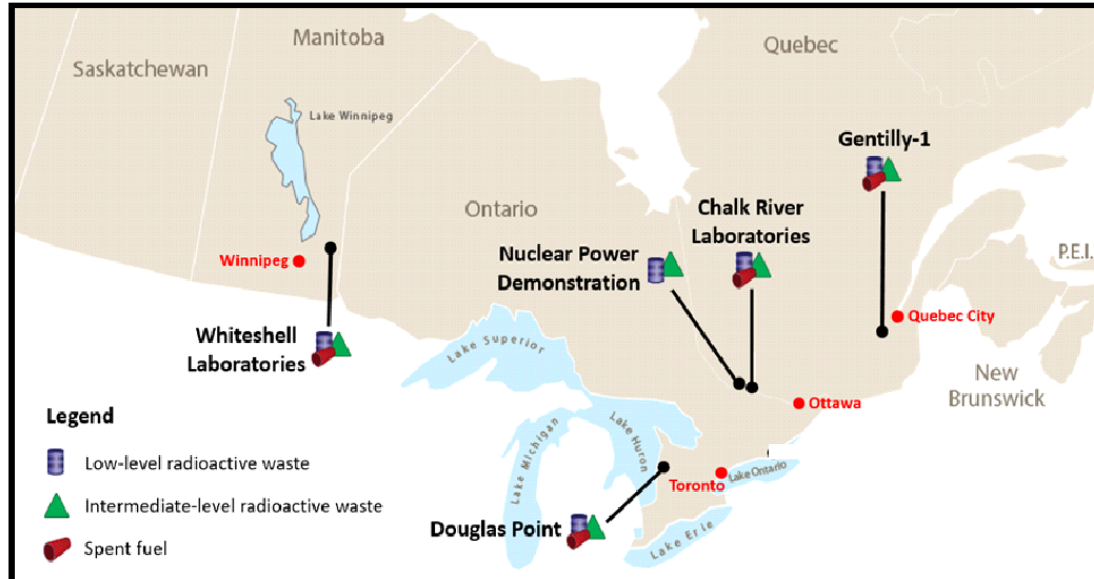 Manitoba
Saskatchewan
Lake Winnipeg
Quebec
Gentilly-1
Ontario
Chalk River
Laboratories
Nuclear Power
Demonstration
Winnipeg
P.E.I.
Quebec City
Whiteshell
Laboratories
Lake Superior
New
Brunswick
Ottawa
Legend
Low-level radioactive waste
Intermediate-level radioactive waste
Spent fuel
Lake Michigan
Lake Huron
Toronto
Lake Ontario
Douglas Point
Lake Erie